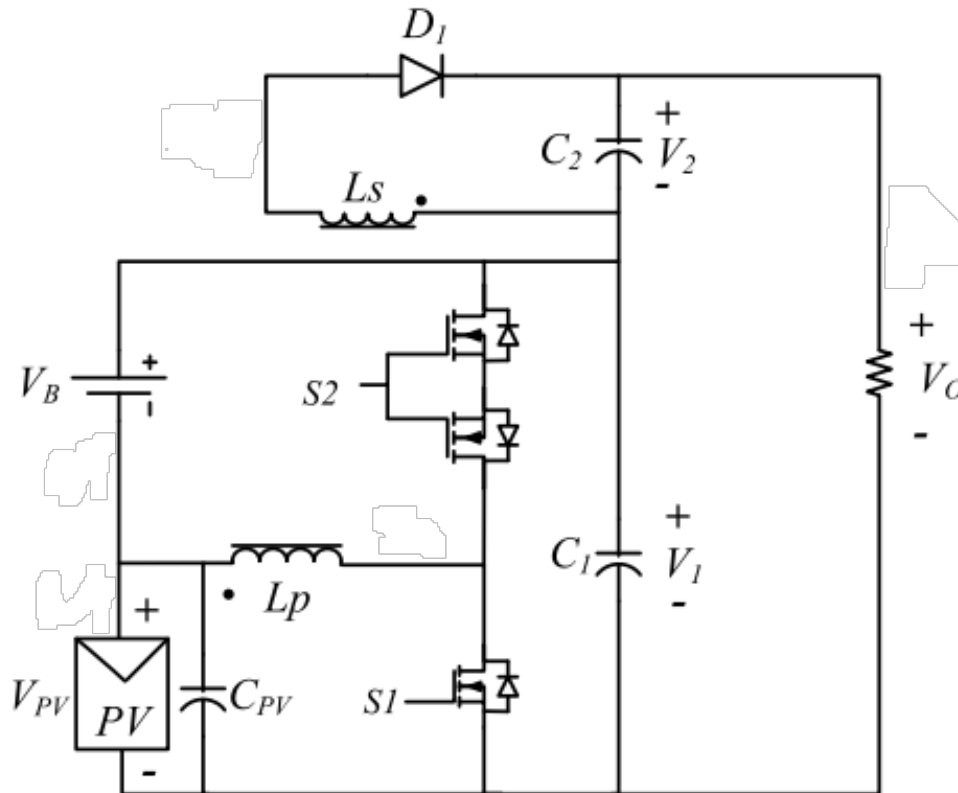 D1
+
C2 V2
-
Ls
+
VB
-
S2
+
VO
-
+
C1 V1
-
Lp
+
VPV PV CPV
-
S1